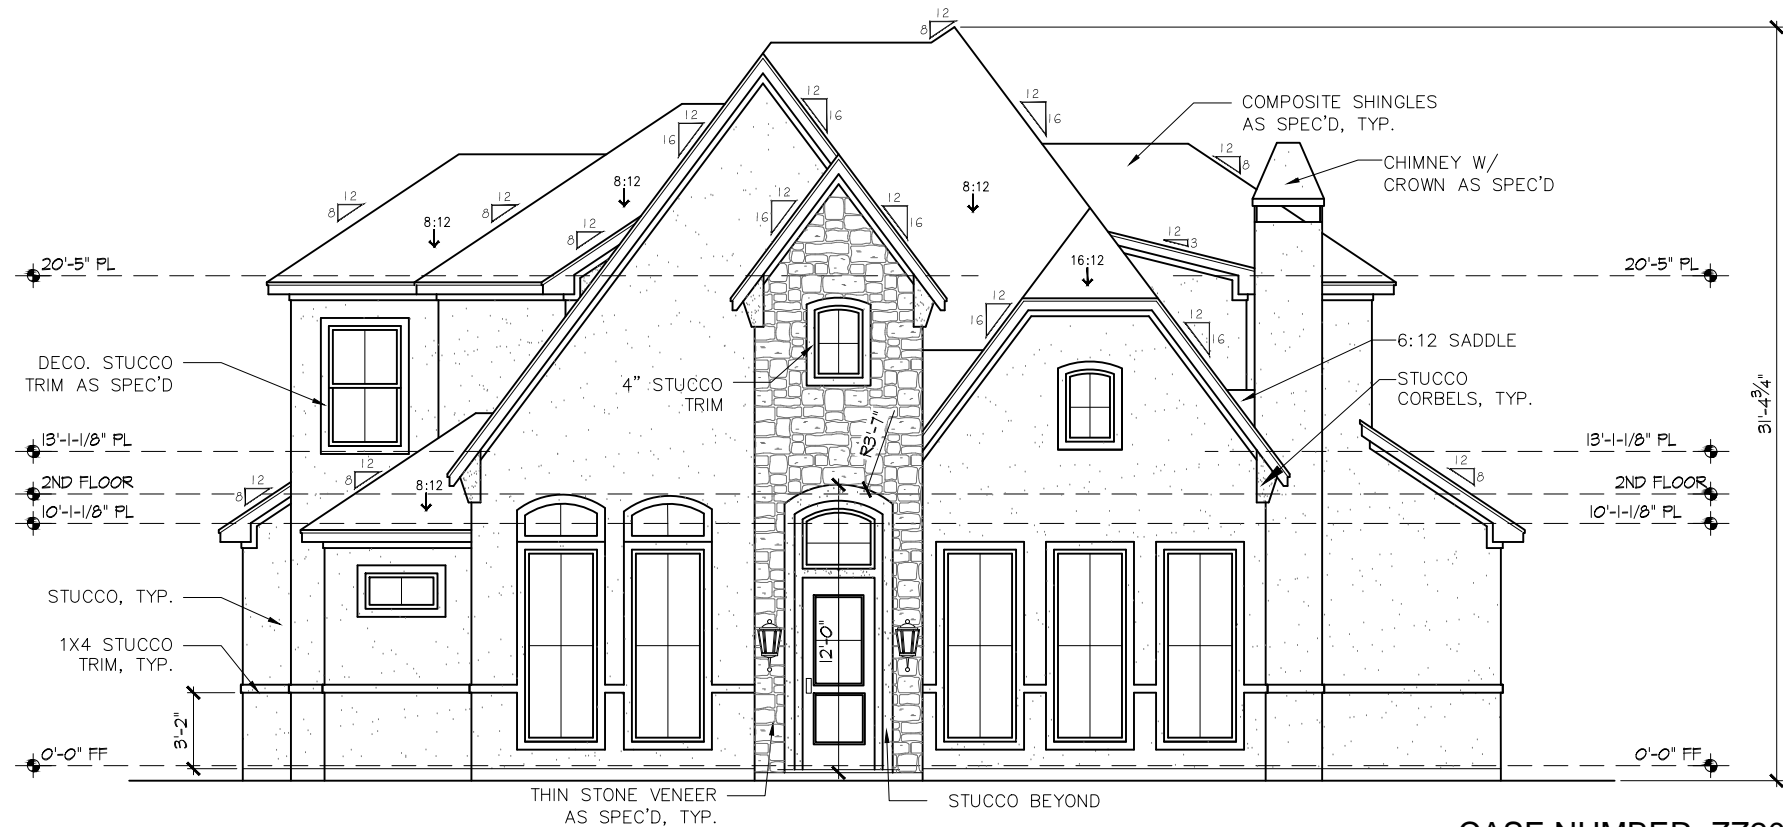 12
8
12
16
12
16
12
16
12
8
12
8
12
8
12
8
12
16
12
16
12
3
12
16
12
16
12
8
12
8
12
8
COMPOSITE SHINGLES
AS SPEC'D, TYP.
CHIMNEY W/
CROWN AS SPEC'D
8:12
8:12
8:12
16:12
8:12
20'-5" PL
20'-5" PL
31'-4¾"
DECO. STUCCO
TRIM AS SPEC'D
4" STUCCO
TRIM
6:12 SADDLE
STUCCO
CORBELS, TYP.
R3'-7"
13'-1-1/8" PL
13'-1-1/8" PL
2ND FLOOR
2ND FLOOR
10'-1-1/8" PL
10'-1-1/8" PL
STUCCO, TYP.
1X4 STUCCO
TRIM, TYP.
12'-0"
3'-2"
0'-0" FF
0'-0" FF
THIN STONE VENEER
AS SPEC'D, TYP.
STUCCO BEYOND